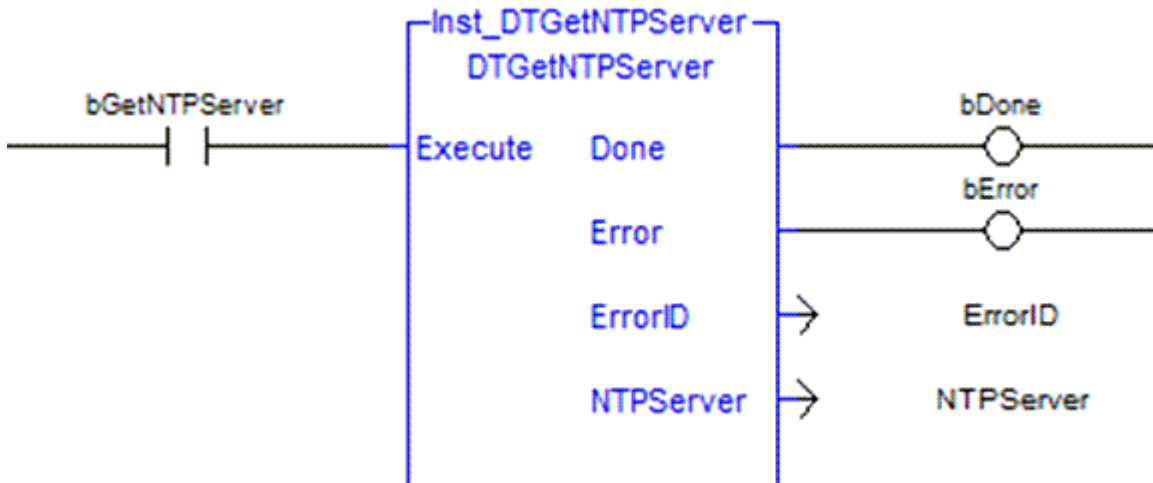 Inst_DTGetNTPServer
DTGetNTPServer
bGetNTPServer
bDone
Execute Done
bError
Error
ErrorID ErrorID
NTPServer NTPServer